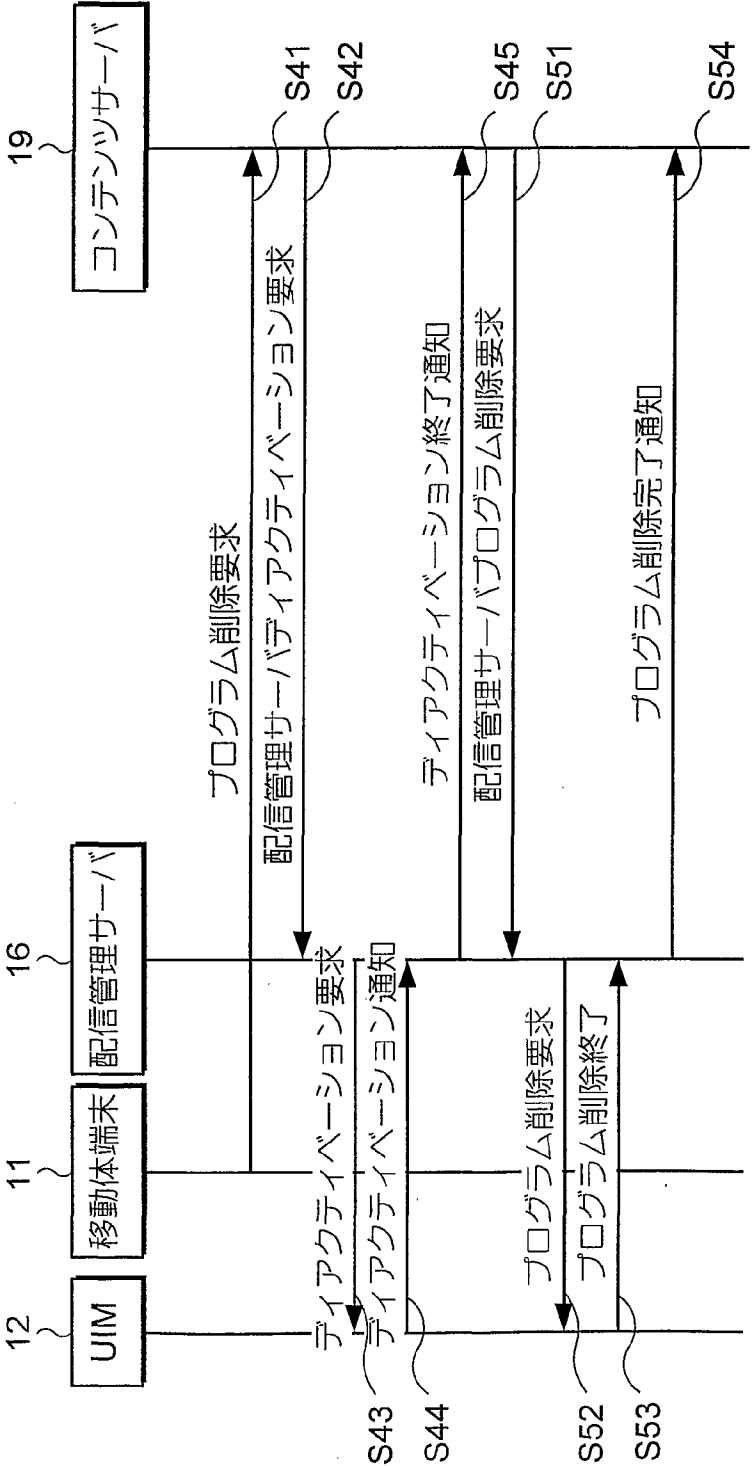 12
UIM
11
移動体端末
16
配信管理サーバ
19
コンテンツサーバ
プログラム削除要求
S41
配信管理サーバディアクティベーション要求
S42
ディアクティベーション要求
S43
ディアクティベーション通知
S44
ディアクティベーション終了通知
S45
配信管理サーバプログラム削除要求
S51
プログラム削除要求
S52
プログラム削除終了
S53
プログラム削除完了通知
S54